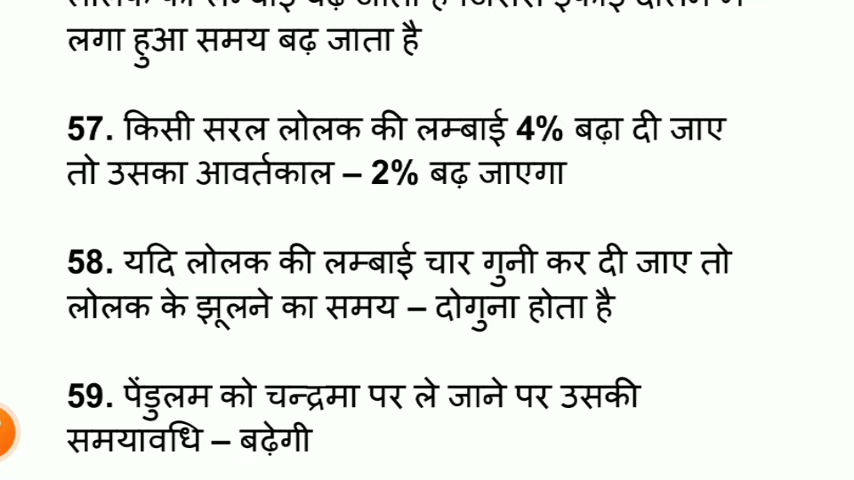 लगा हुआ समय बढ़ जाता है
57. किसी सरल लोलक की लम्बाई 4% बढ़ा दी जाए
तो उसका आवर्तकाल – 2% बढ़ जाएगा
58. यदि लोलक की लम्बाई चार गुनी कर दी जाए तो
लोलक के झूलने का समय – दोगुना होता है
59. पेंडुलम को चन्द्रमा पर ले जाने पर उसकी
समयावधि – बढ़ेगी